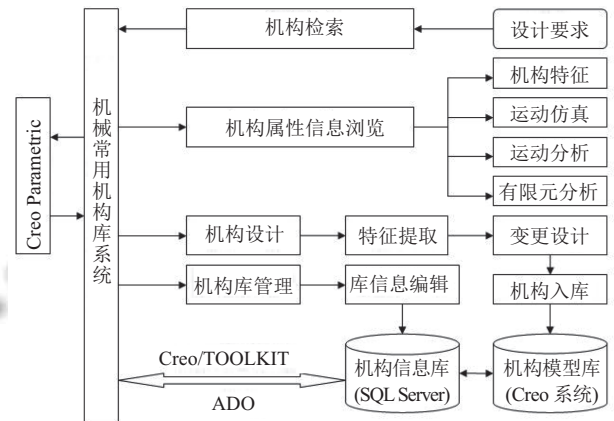 机构检索
设计要求
Creo Parametric
机械常用机构库系统
机构属性信息浏览
机构特征
运动仿真
运动分析
有限元分析
机构设计
特征提取
变更设计
机构库管理
库信息编辑
机构入库
Creo/TOOLKIT
ADO
机构信息库
(SQL Server)
机构模型库
(Creo 系统)